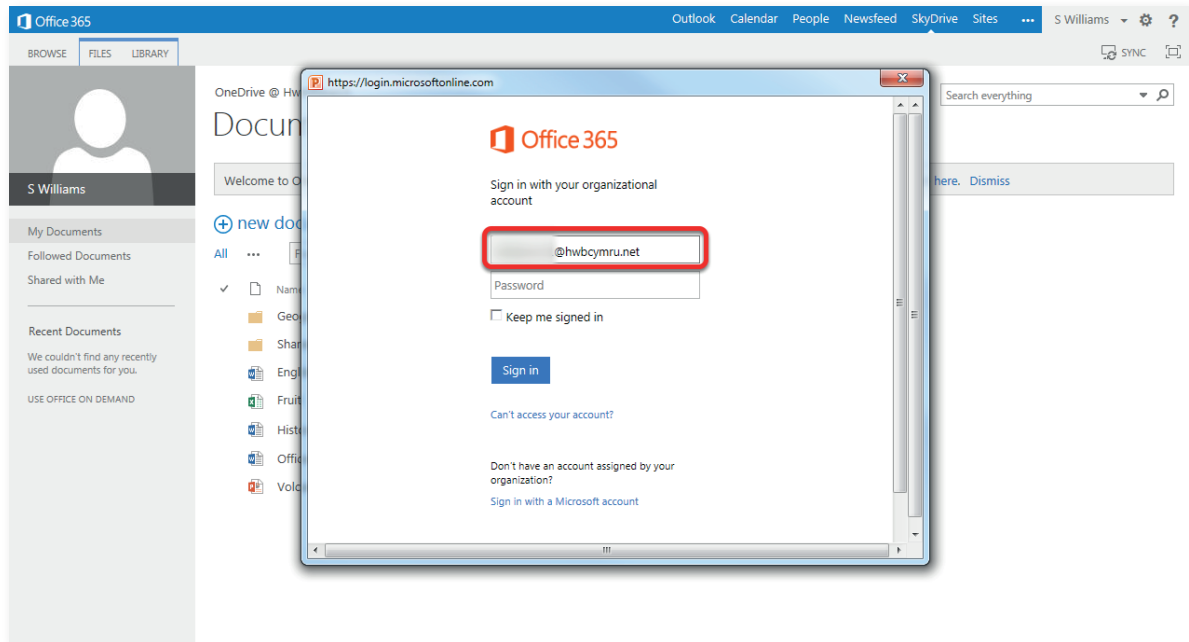 Office 365
Outlook Calendar People Newsfeed SkyDrive Sites ••• S Williams ?
BROWSE FILES LIBRARY
SYNC
S Williams
My Documents
Followed Documents
Shared with Me
Recent Documents
We couldn't find any recently
used documents for you.
USE OFFICE ON DEMAND
OneDrive @ Hw
Docum
Search everything
Welcome to O
here. Dismiss
new doc
All •••
Name
Geo
Shar
Engl
Fruit
Histo
Offic
Volc
https://login.microsoftonline.com
Office 365
Sign in with your organizational
account
@hwbcymru.net
Password
Keep me signed in
Sign in
Can't access your account?
Don't have an account assigned by your
organization?
Sign in with a Microsoft account